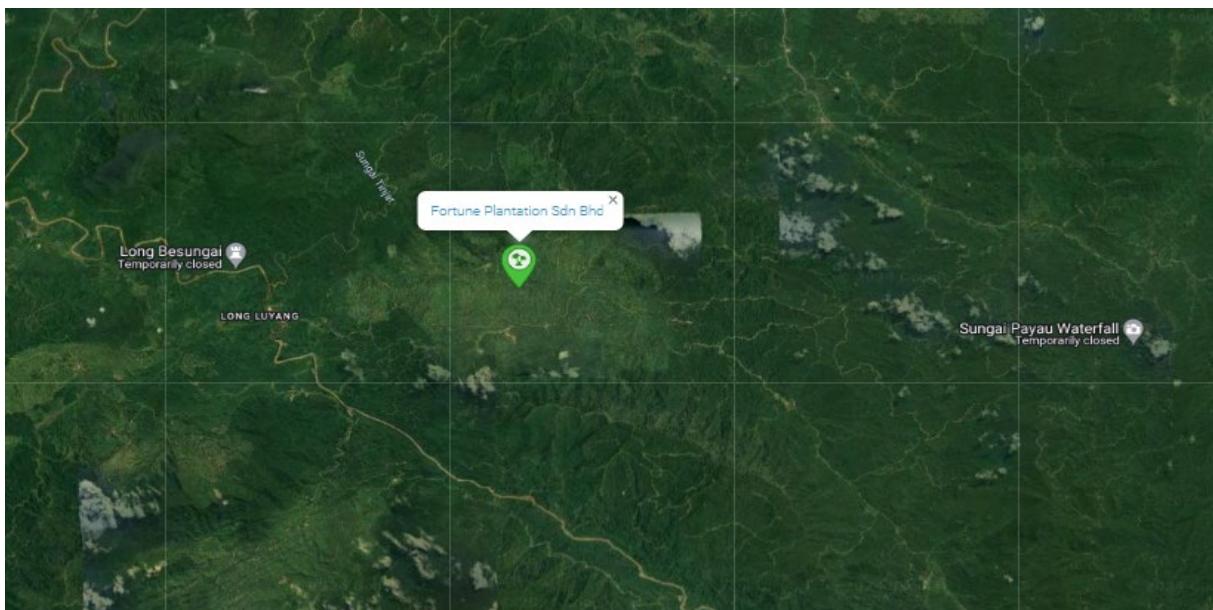 Sungai Tinjar
Fortune Plantation Sdn Bhd
Long Besungai
Temporarily closed
LONG LUYANG
Sungai Payau Waterfall
Temporarily closed